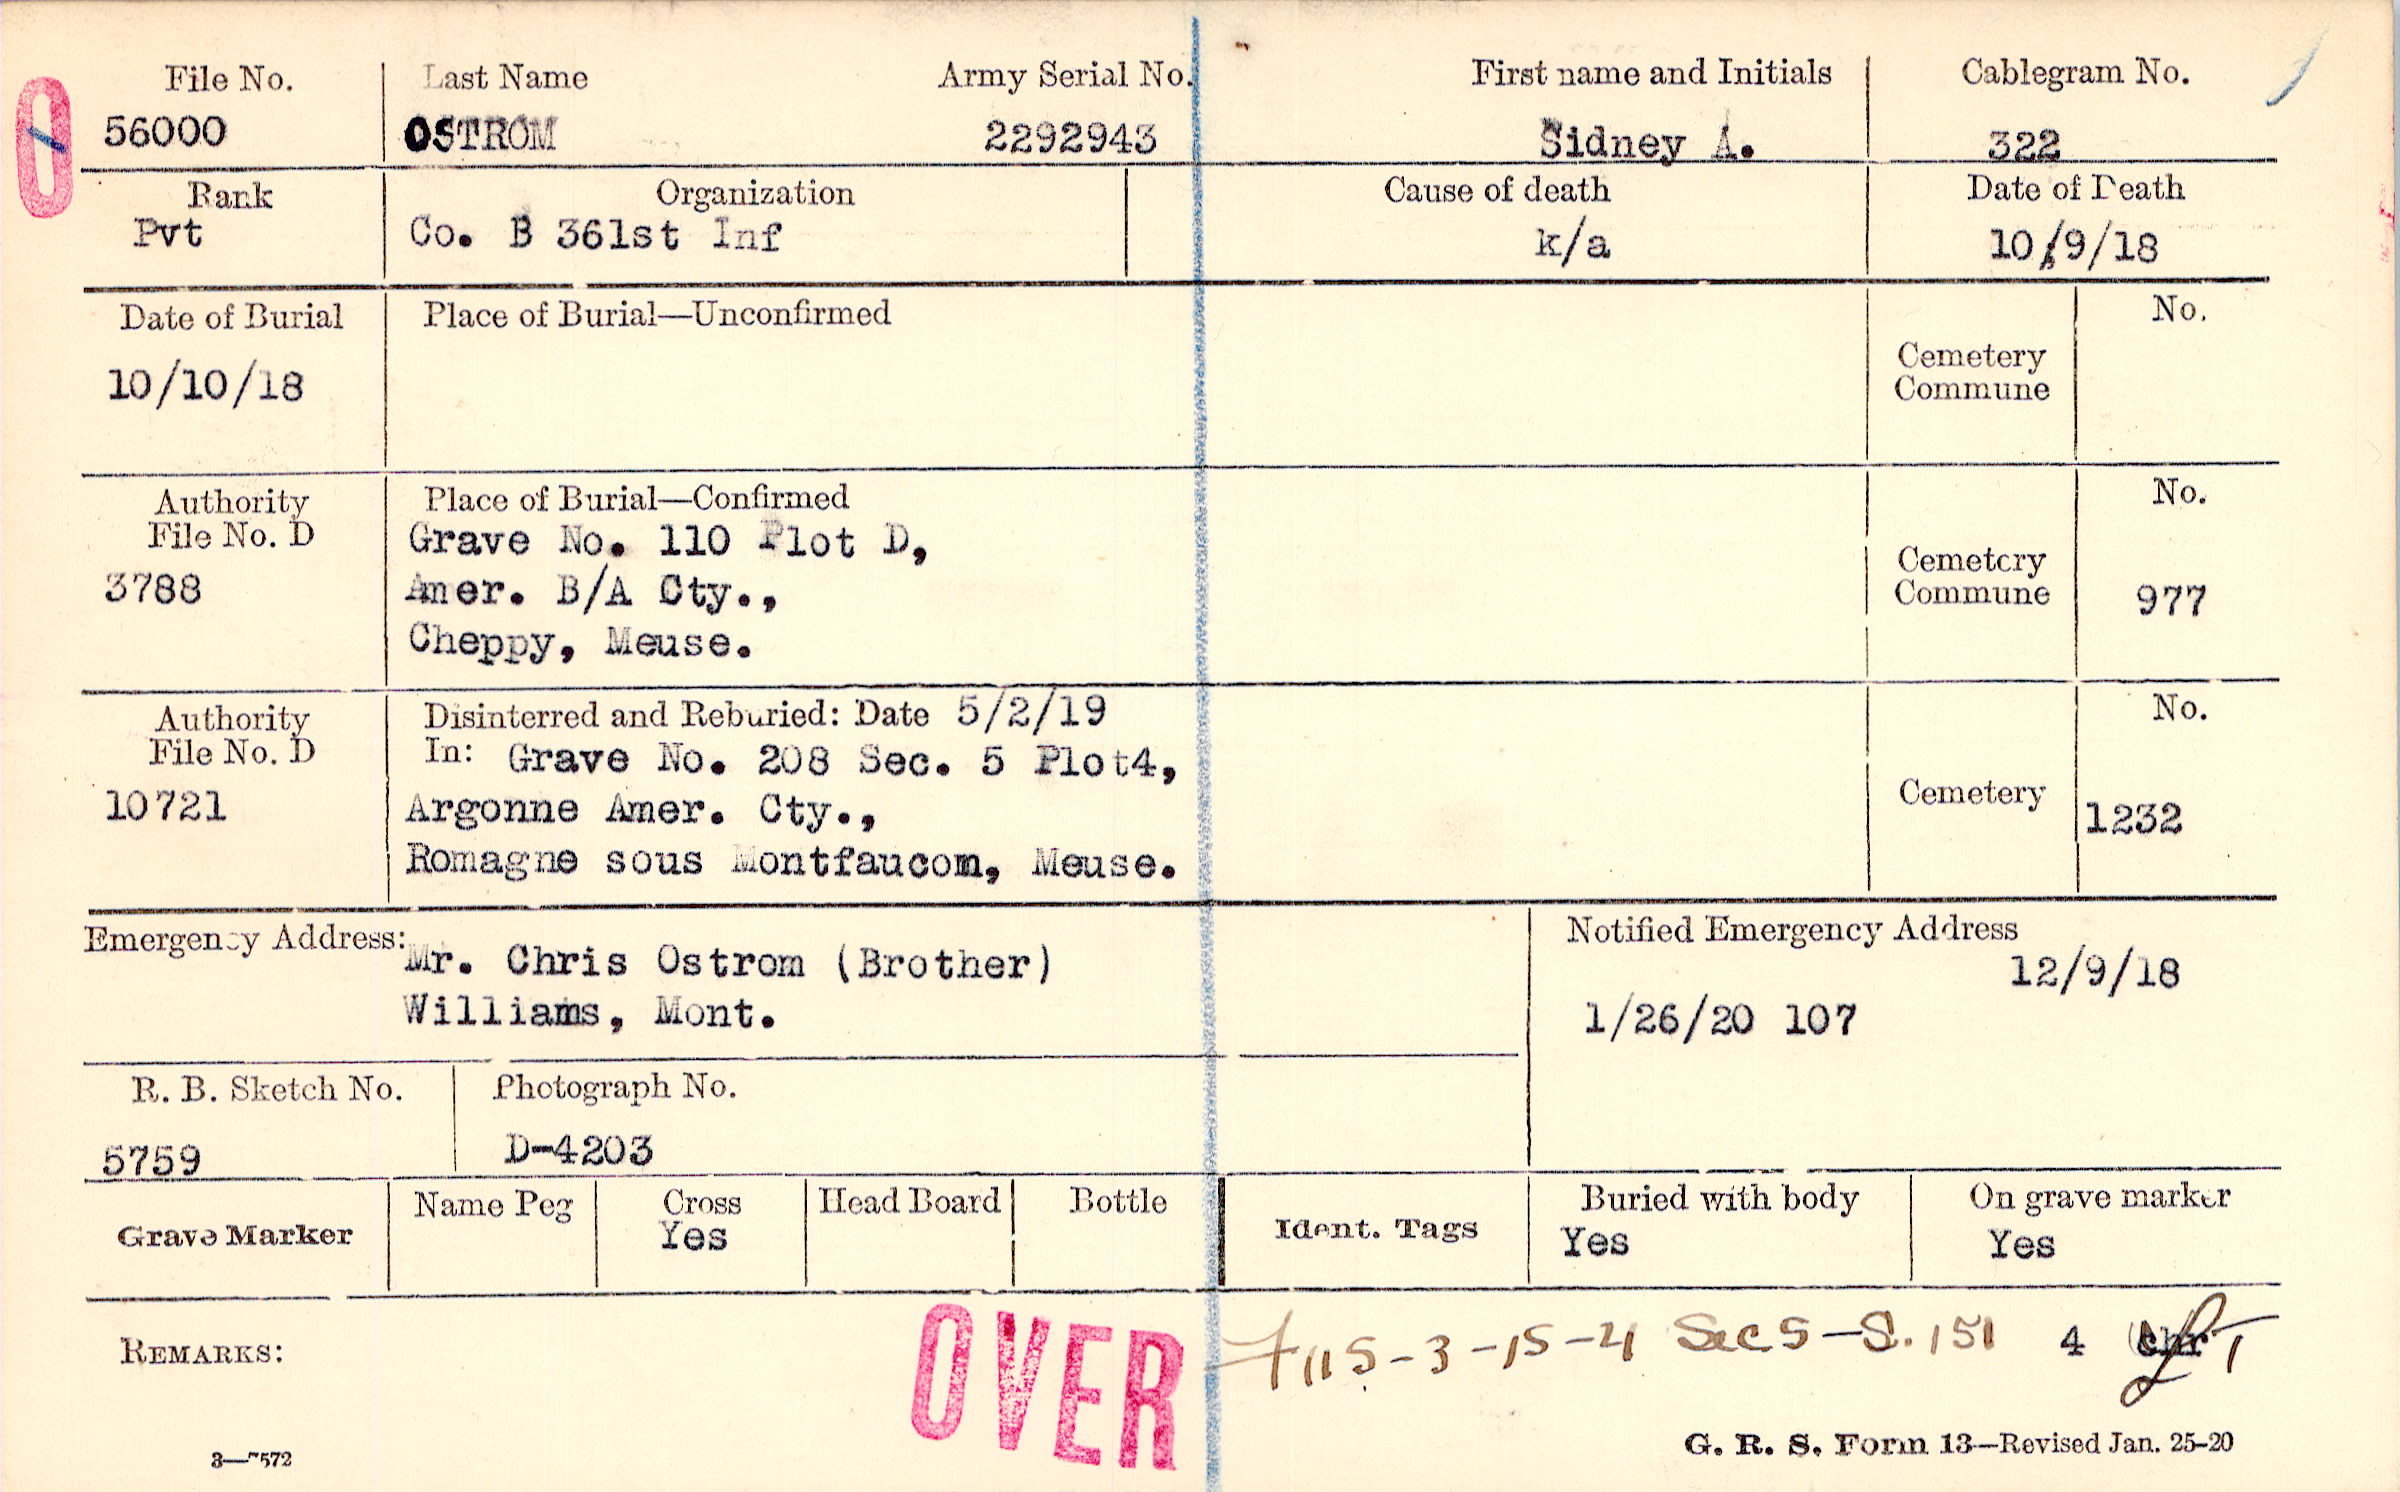 O
File No. Last Name Army Serial No. First name and Initials Cablegram No.
56000 OSTROM 2292943 Sidney A. 322
Rank Organization Cause of death Date of Death
Pvt Co. B 361st Inf k/a 10/9/18
Date of Burial Place of Burial—Unconfirmed No.
10/10/18 Cemetery
Commune
Authority Place of Burial—Confirmed No.
File No. D Grave No. 110 Plot D,
3788 Amer. B/A Cty., Cemetery
Commune 977
Cheppy, Meuse.
Authority Disinterred and Reburied: Date 5/2/19 No.
File No. D In: Grave No. 208 Sec. 5 Plot4,
10721 Argonne Amer. Cty., Cemetery 1232
Romagne sous Montfaucon, Meuse.
Emergency Address: Mr. Chris Ostrom (Brother)
Williams, Mont.
Notified Emergency Address
12/9/18
1/26/20 107
R. B. Sketch No. Photograph No.
5759 D-4203
Grave Marker Name Peg Cross Head Board Bottle Ident. Tags Buried with body On grave marker
Yes Yes Yes
REMARKS: OVER 115-3-15-4 Sec 5-S. 151 4
3—7572 G. R. S. Form 13—Revised Jan. 25-20